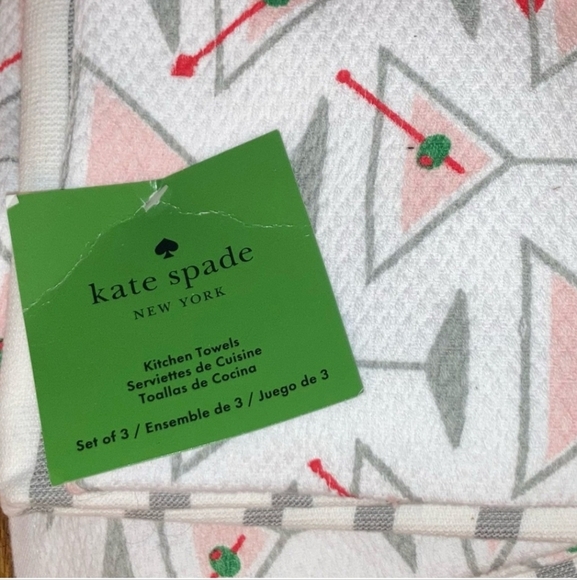 kate spade
NEW YORK
Kitchen Towels
Serviettes de Cuisine
Toallas de Cocina
Set of 3 / Ensemble de 3 / Juego de 3